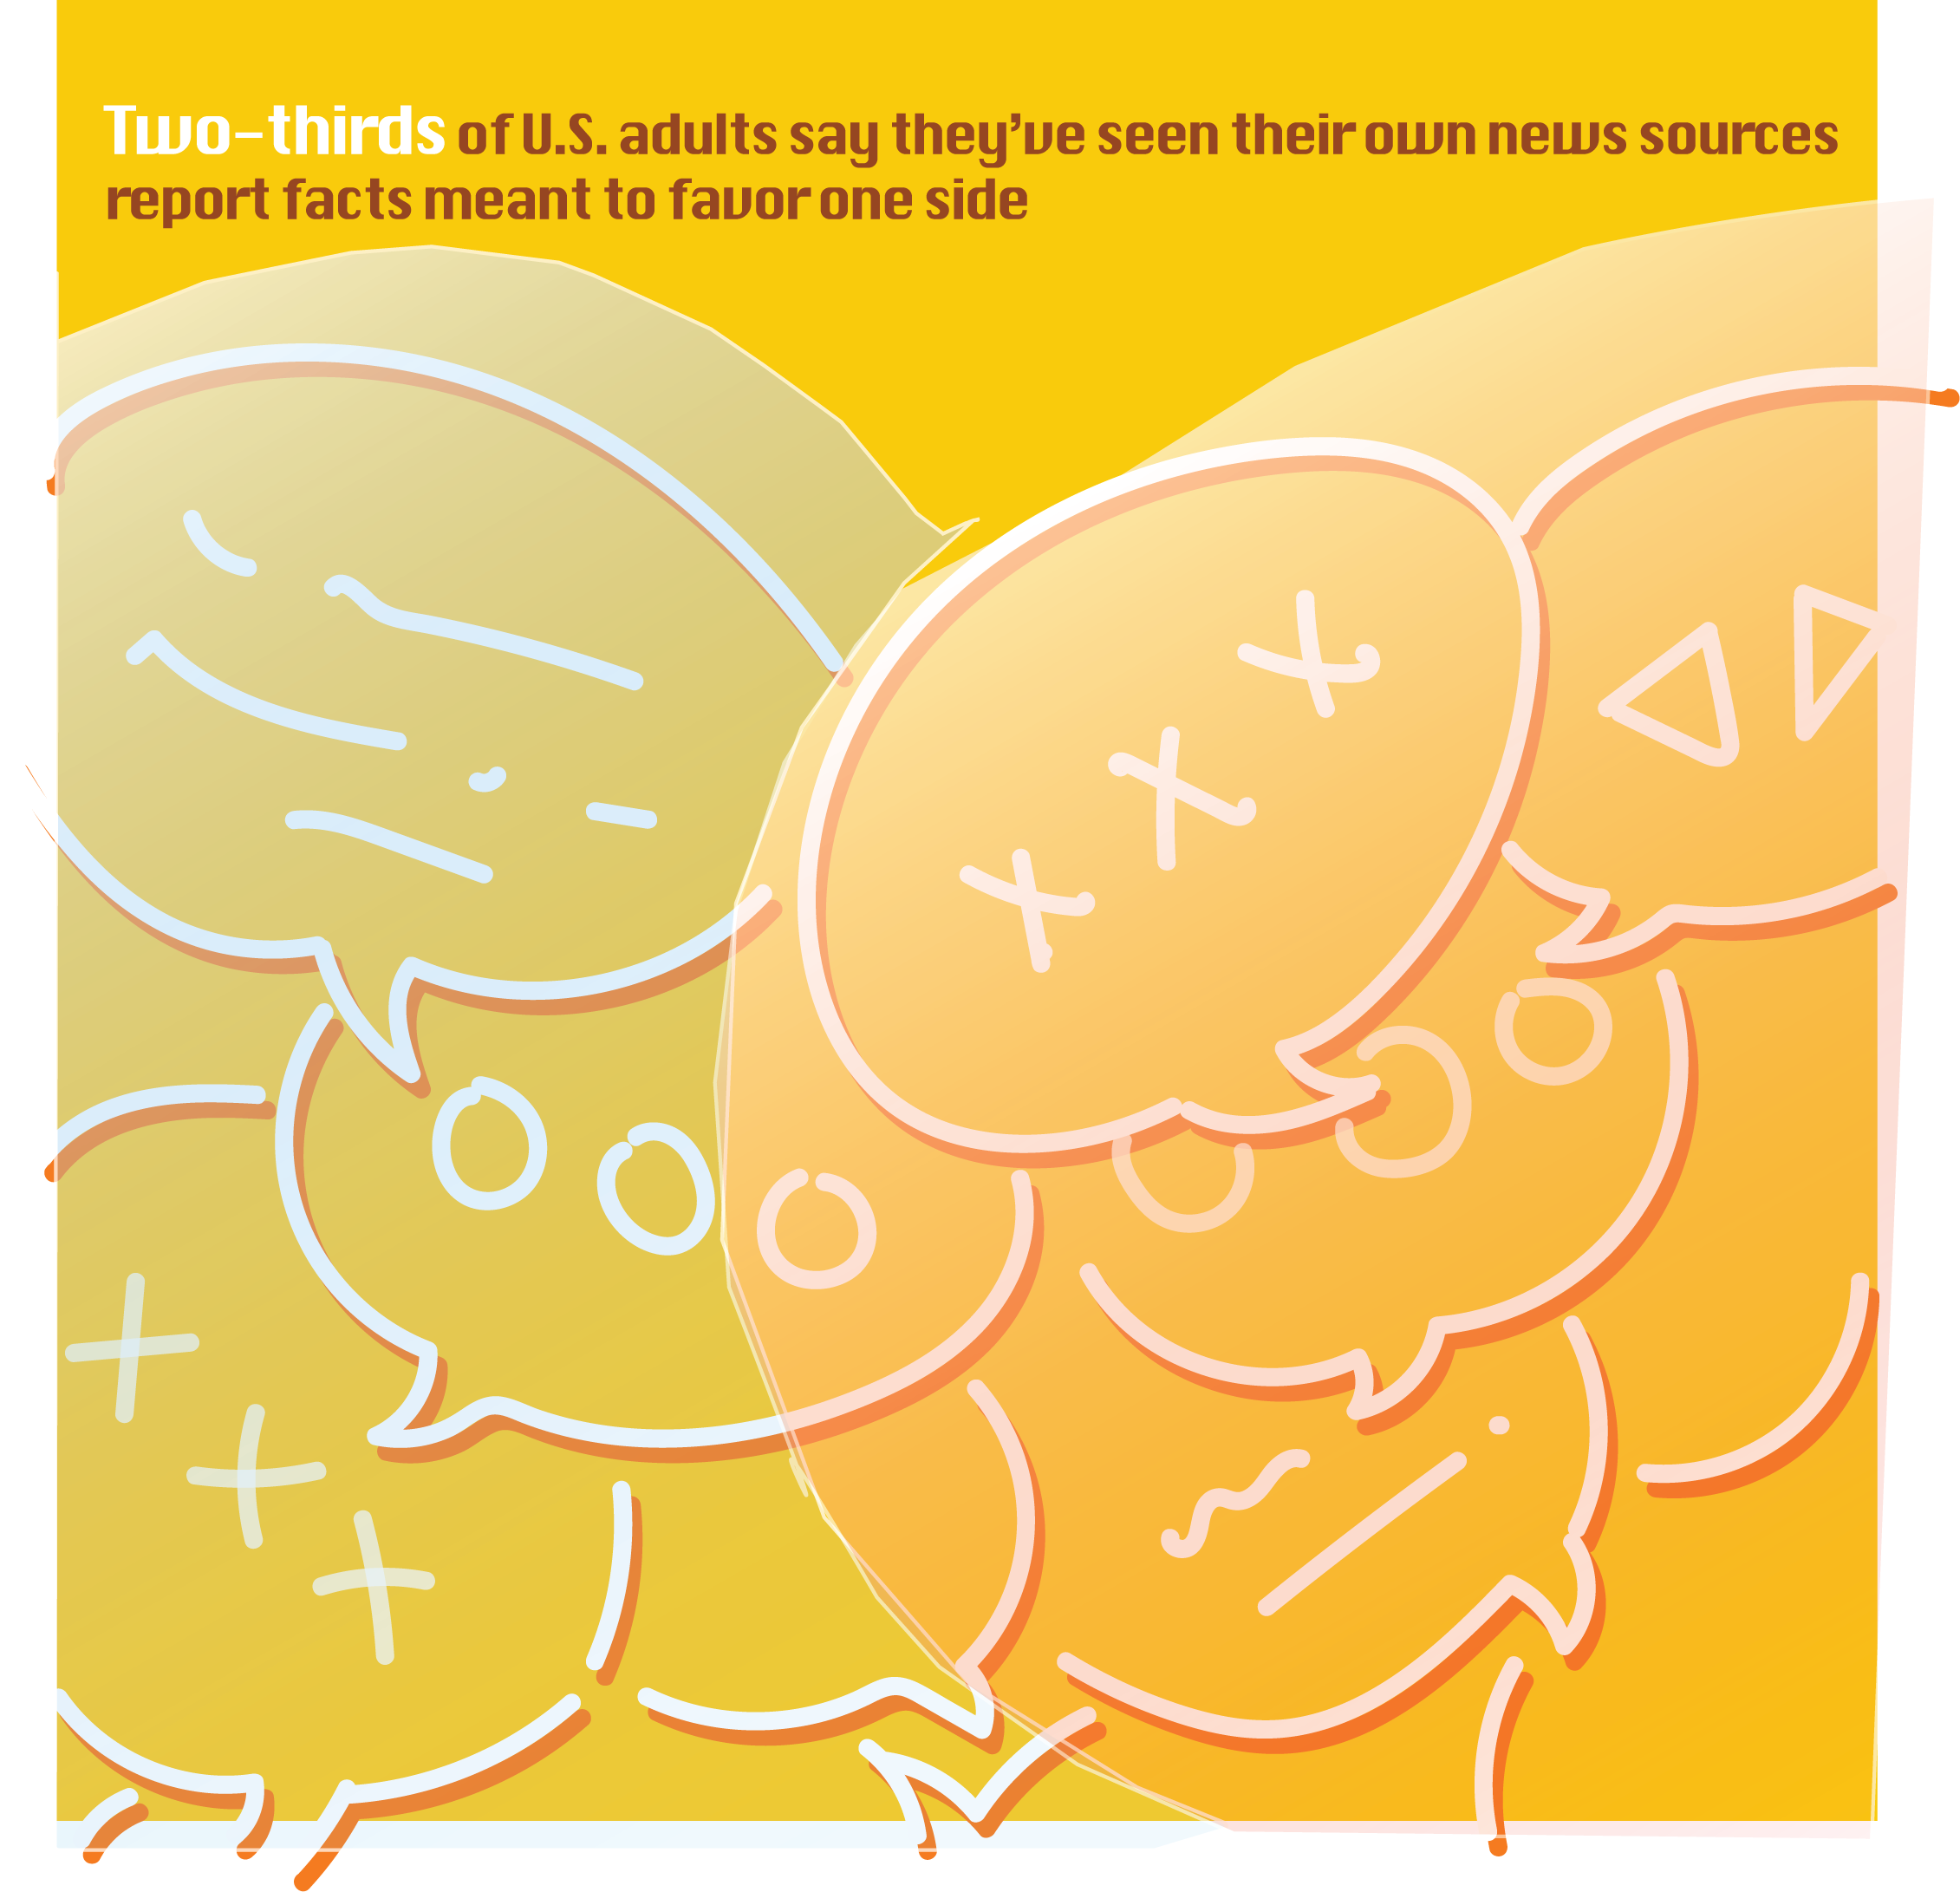 Two-thirds of U.S. adults say they’ve seen their own news sources
report facts meant to favor one side